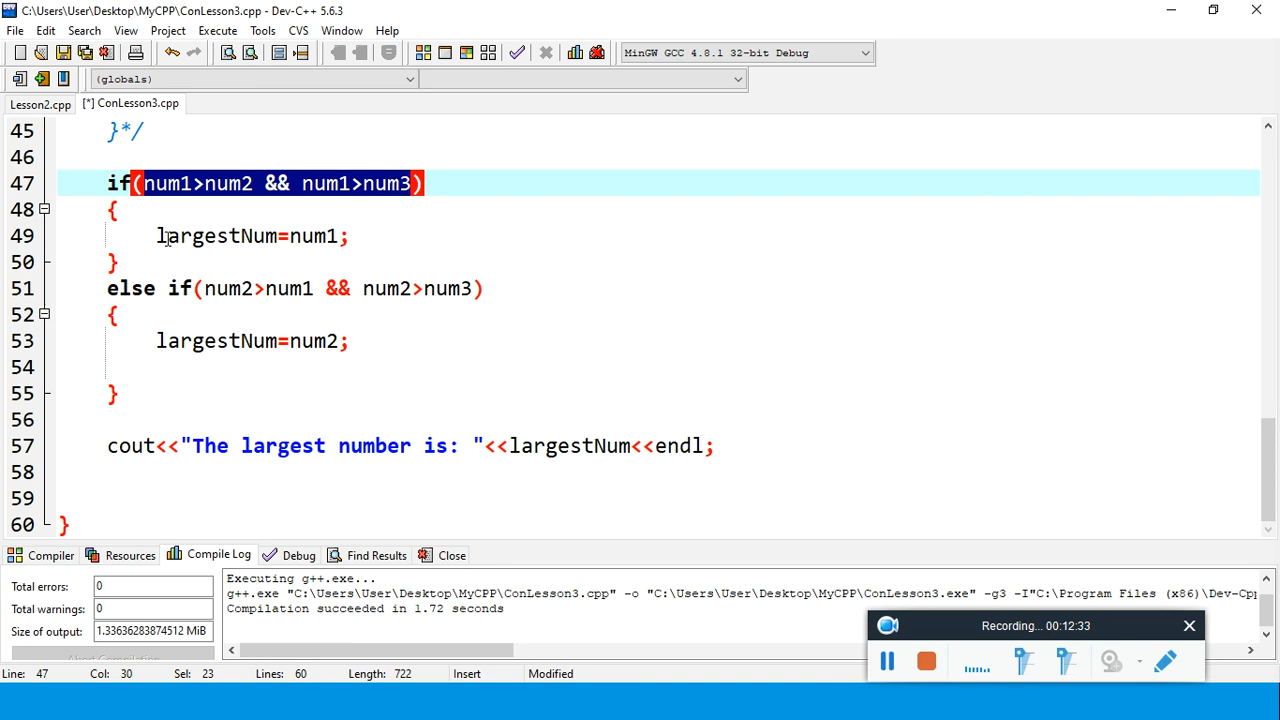 C:\Users\User\Desktop\MyCPP\ConLesson3.cpp - Dev-C++ 5.6.3
File Edit Search View Project Execute Tools CVS Window Help
MinGW GCC 4.8.1 32-bit Debug
(globals)
Lesson2.cpp [*] ConLesson3.cpp
45 }*/
46
47 if(num1>num2 && num1>num3)
48 {
49 largestNum=num1;
50 }
51 else if(num2>num1 && num2>num3)
52 {
53 largestNum=num2;
54
55 }
56
57 cout<<"The largest number is: "<<largestNum<<endl;
58
59
60 }
Compiler Resources Compile Log Debug Find Results Close
Total errors: 0
Total warnings: 0
Size of output: 1.33636283874512 MiB
Abort Compilation
Executing g++.exe...
g++.exe "C:\Users\User\Desktop\MyCPP\ConLesson3.cpp" -o "C:\Users\User\Desktop\MyCPP\ConLesson3.exe" -g3 -I"C:\Program Files (x86)\Dev-Cpp
Compilation succeeded in 1.72 seconds
Recording... 00:12:33
Line: 47 Col: 30 Sel: 23 Lines: 60 Length: 722 Insert Modified